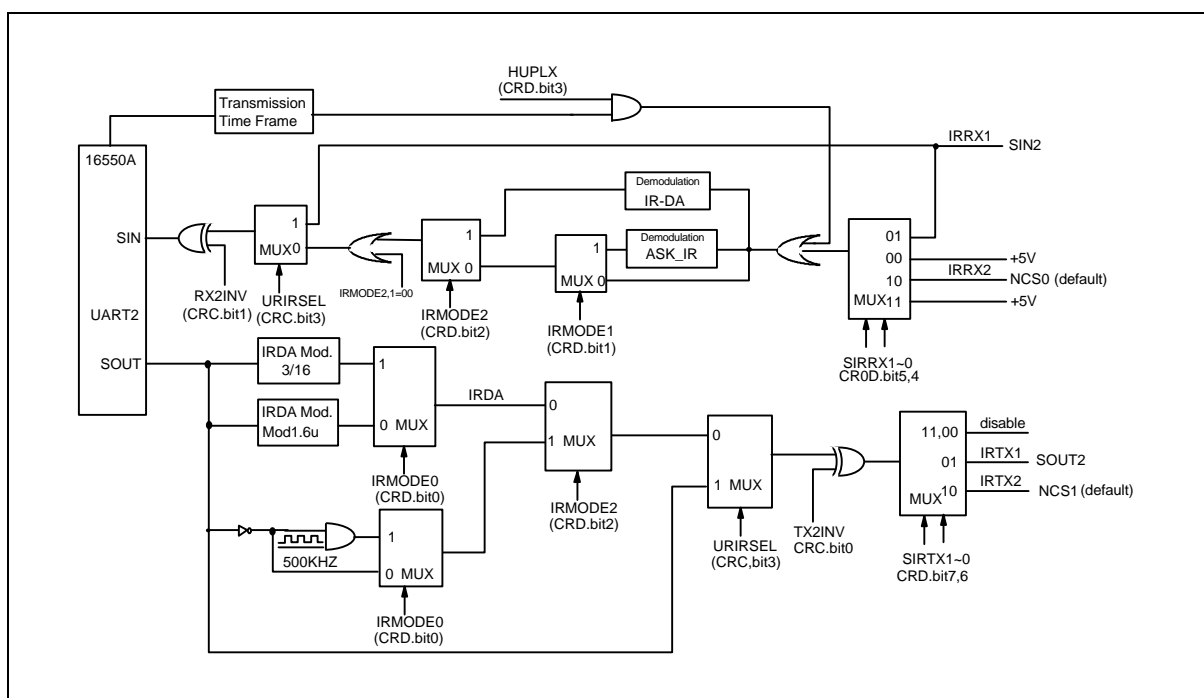 HUPLX
(CRD.bit3)
Transmission
Time Frame
16550A
IRRX1
SIN2
Demodulation
IR-DA
SIN
1
MUX 0
1
MUX 0
1
MUX 0
Demodulation
ASK_IR
01
00
10
MUX 11
+5V
IRRX2
NCS0 (default)
+5V
RX2INV
(CRC.bit1)
URIRSEL
(CRC.bit3)
IRMODE2,1=00
IRMODE2
(CRD.bit2)
IRMODE1
(CRD.bit1)
SIRRX1~0
CR0D.bit5,4
UART2
SOUT
IRDA Mod.
3/16
1
IRDA Mod.
Mod1.6u
0 MUX
IRDA
0
1 MUX
0
1 MUX
11,00
01
MUX 10
disable
IRTX1
SOUT2
IRTX2
NCS1 (default)
IRMODE0
(CRD.bit0)
IRMODE2
(CRD.bit2)
500KHZ
1
0 MUX
IRMODE0
(CRD.bit0)
URIRSEL
(CRC,bit3)
TX2INV
CRC.bit0
SIRTX1~0
CRD.bit7,6